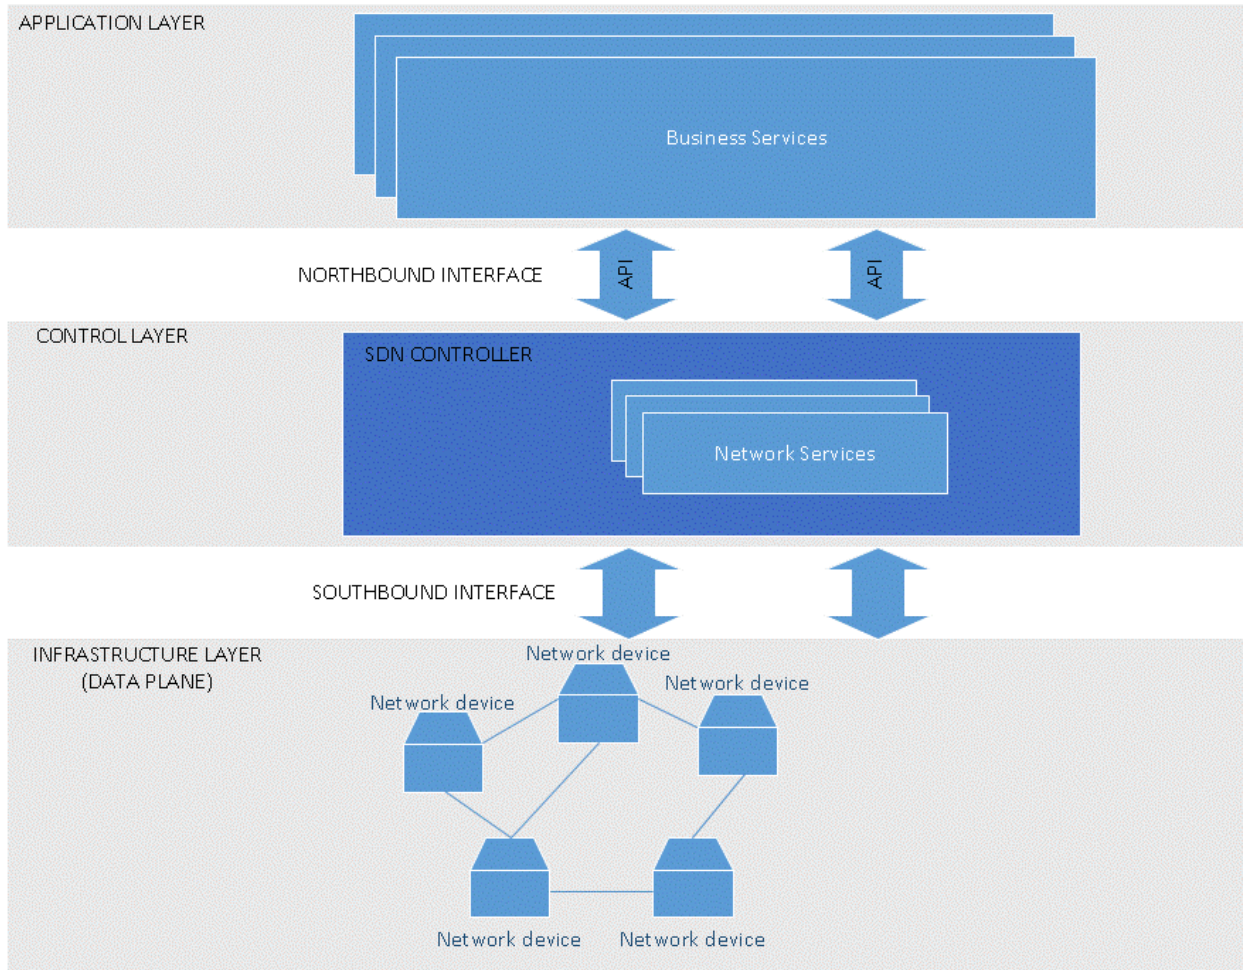 APPLICATION LAYER
Business Services
NORTHBOUND INTERFACE
API
API
CONTROL LAYER
SDN CONTROLLER
Network Services
SOUTHBOUND INTERFACE
INFRASTRUCTURE LAYER
(DATA PLANE)
Network device
Network device
Network device
Network device
Network device